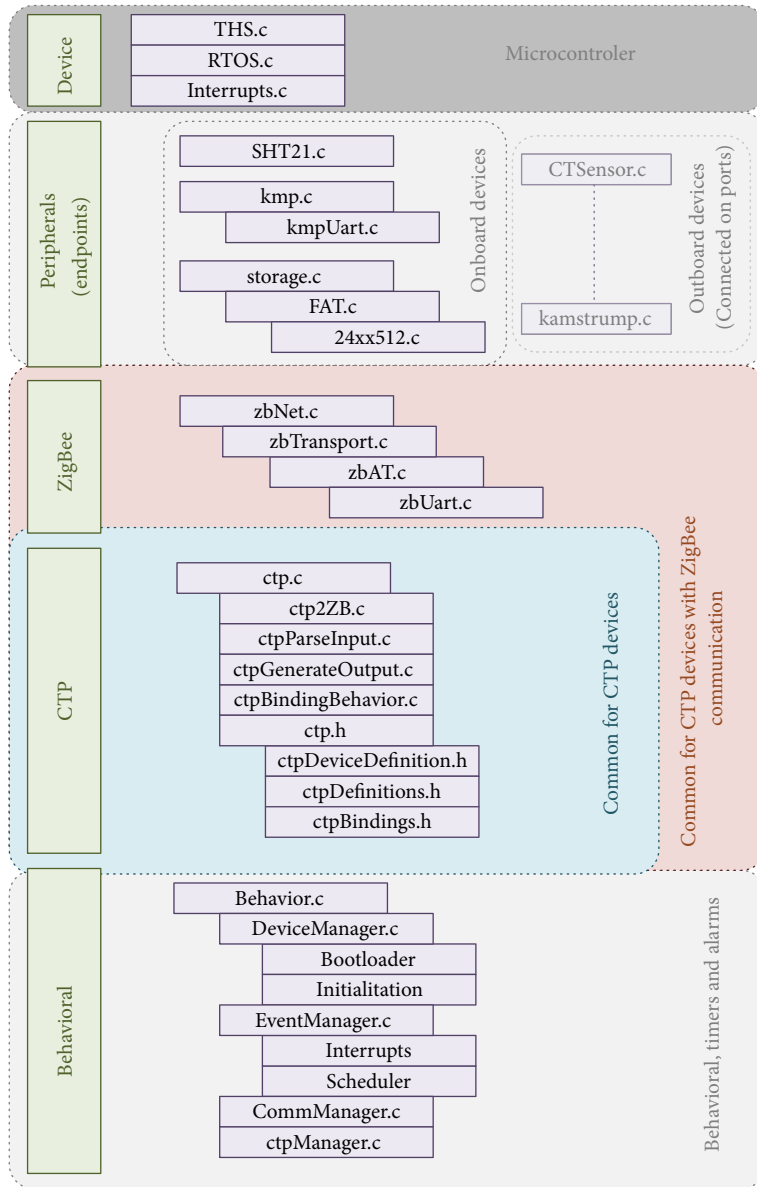 Device
THS.c
RTOS.c
Interrupts.c
Microcontroler
Peripherals
(endpoints)
SHT21.c
kmp.c
kmpUart.c
storage.c
FAT.c
24xx512.c
Onboard devices
CTSensor.c
kamstrump.c
Outboard devices
(Connected on ports)
ZigBee
zbNet.c
zbTransport.c
zbAT.c
zbUart.c
CTP
ctp.c
ctp2ZB.c
ctpParseInput.c
ctpGenerateOutput.c
ctpBindingBehavior.c
ctp.h
ctpDeviceDefinition.h
ctpDefinitions.h
ctpBindings.h
Common for CTP devices
Common for CTP devices with ZigBee
communication
Behavioral
Behavior.c
DeviceManager.c
Bootloader
Initialitation
EventManager.c
Interrupts
Scheduler
CommManager.c
ctpManager.c
Behavioral, timers and alarms